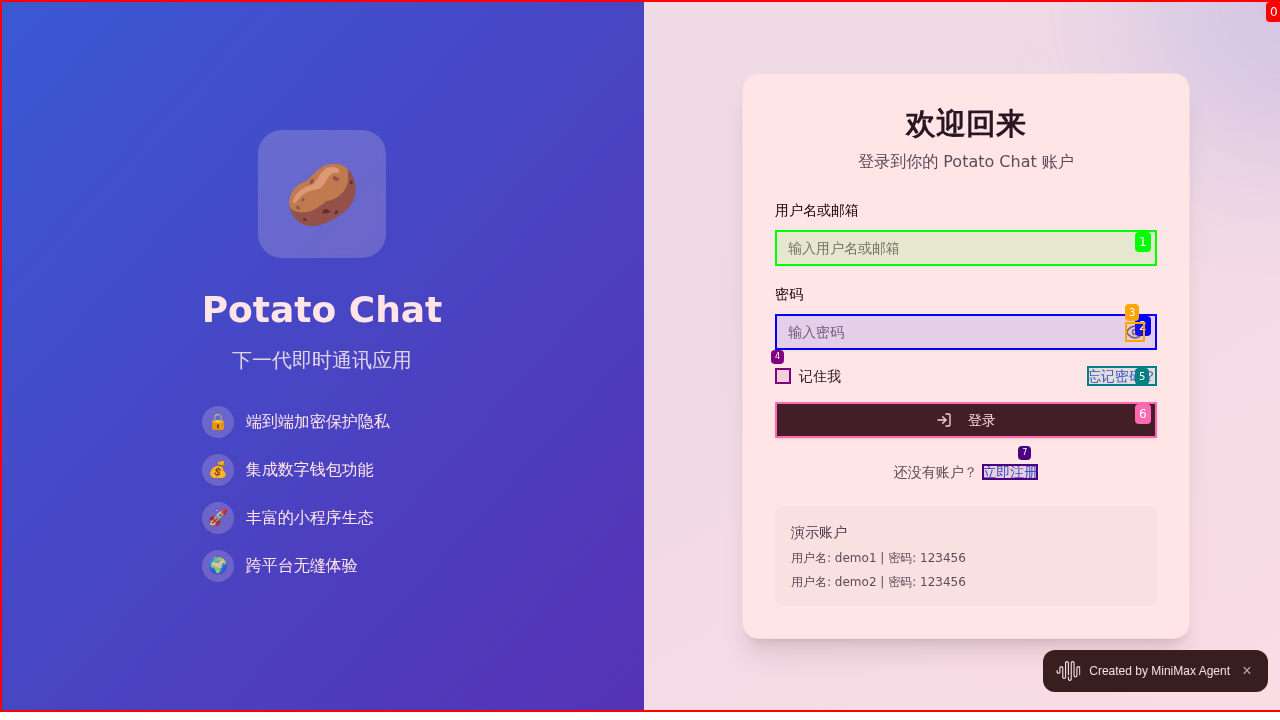 Potato Chat
下一代即时通讯应用
端到端加密保护隐私
集成数字钱包功能
丰富的小程序生态
跨平台无缝体验
0
欢迎回来
登录到你的 Potato Chat 账户
用户名或邮箱
输入用户名或邮箱
1
密码
3
输入密码
2
4
记住我
忘记密码?
5
登录
6
7
还没有账户？ 立即注册
演示账户
用户名: demo1 | 密码: 123456
用户名: demo2 | 密码: 123456
Created by MiniMax Agent ×